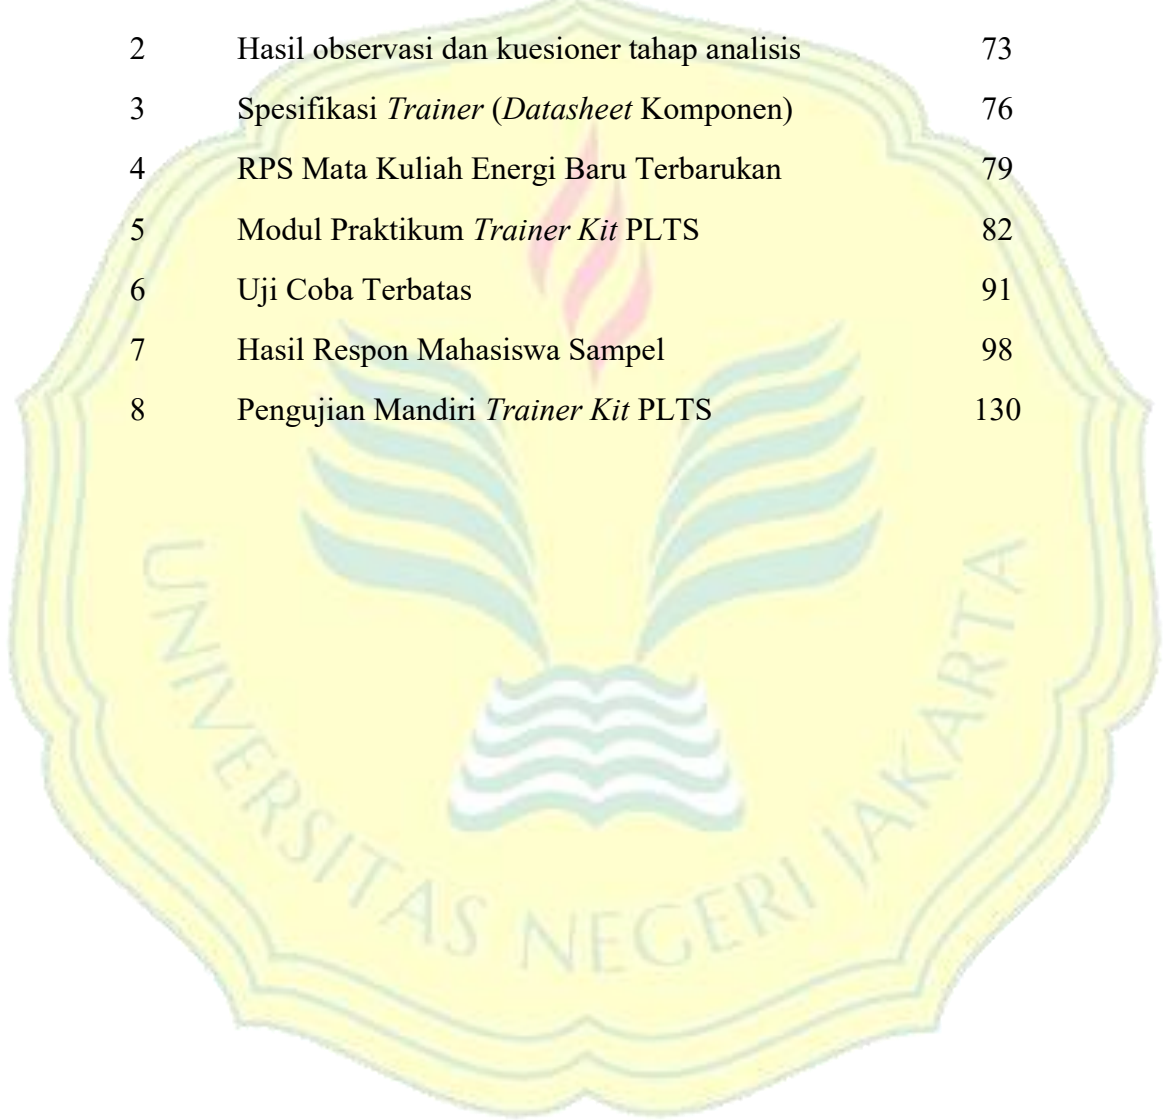 2 Hasil observasi dan kuesioner tahap analisis 73
3 Spesifikasi Trainer (Datasheet Komponen) 76
4 RPS Mata Kuliah Energi Baru Terbarukan 79
5 Modul Praktikum Trainer Kit PLTS 82
6 Uji Coba Terbatas 91
7 Hasil Respon Mahasiswa Sampel 98
8 Pengujian Mandiri Trainer Kit PLTS 130
UNIVERSITAS NEGERI JAKARTA